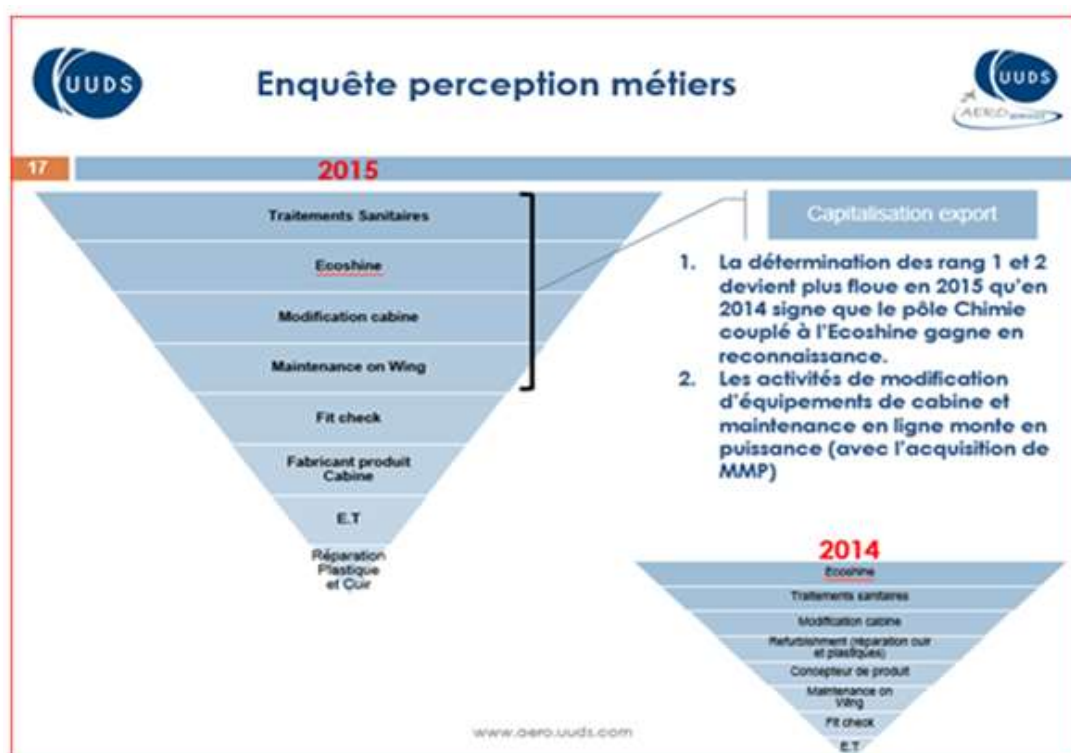 UUDS
Enquête perception métiers
UUDS
AERO
17
2015
Traitements Sanitaires
Ecoshine
Modification cabine
Maintenance on Wing
Fit check
Fabricant produit
Cabine
E.T
Réparation
Plastique
et Cuir
Capitalisation export
1. La détermination des rang 1 et 2
devient plus floue en 2015 qu'en
2014 signe que le pôle Chimie
couplé à l'Ecoshine gagne en
reconnaissance.
2. Les activités de modification
d'équipements de cabine et
maintenance en ligne monte en
puissance (avec l'acquisition de
MMP)
2014
Ecoshine
Traitements sanitaires
Modification cabine
Refurblishment (réparation cuir
et plastiques)
Concepteur de produit
Maintenance on
Wing
Fit check
E.T
www.aero.uuds.com